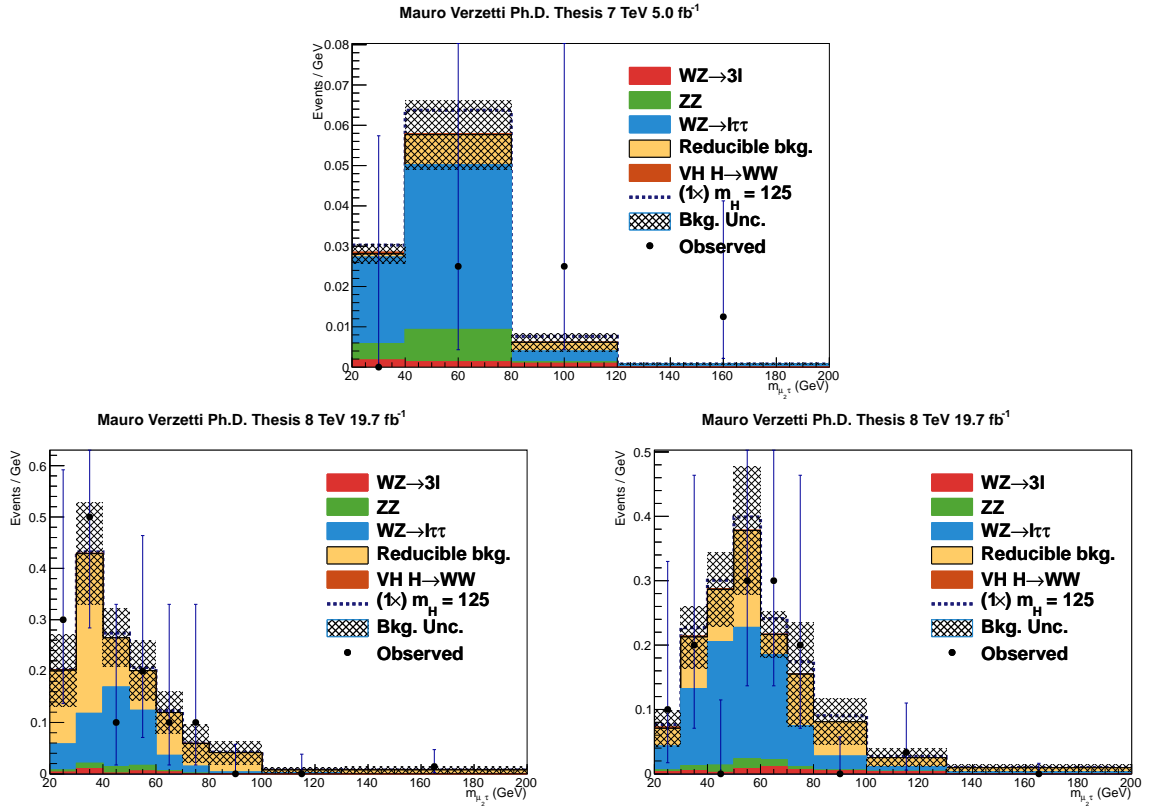 Mauro Verzetti Ph.D. Thesis 7 TeV 5.0 fb⁻¹
Events / GeV
0.08
0.07
0.06
0.05
0.04
0.03
0.02
0.01
0
WZ→3l
ZZ
WZ→lττ
Reducible bkg.
VH H→WW
(1×) m_H = 125
Bkg. Unc.
Observed
20 40 60 80 100 120 140 160 180 200
m_μ₂τ (GeV)
Mauro Verzetti Ph.D. Thesis 8 TeV 19.7 fb⁻¹
Events / GeV
0.6
0.5
0.4
0.3
0.2
0.1
0
WZ→3l
ZZ
WZ→lττ
Reducible bkg.
VH H→WW
(1×) m_H = 125
Bkg. Unc.
Observed
20 40 60 80 100 120 140 160 180 200
m_μ₂τ (GeV)
Mauro Verzetti Ph.D. Thesis 8 TeV 19.7 fb⁻¹
Events / GeV
0.5
0.4
0.3
0.2
0.1
0
WZ→3l
ZZ
WZ→lττ
Reducible bkg.
VH H→WW
(1×) m_H = 125
Bkg. Unc.
Observed
20 40 60 80 100 120 140 160 180 200
m_μ₂τ (GeV)